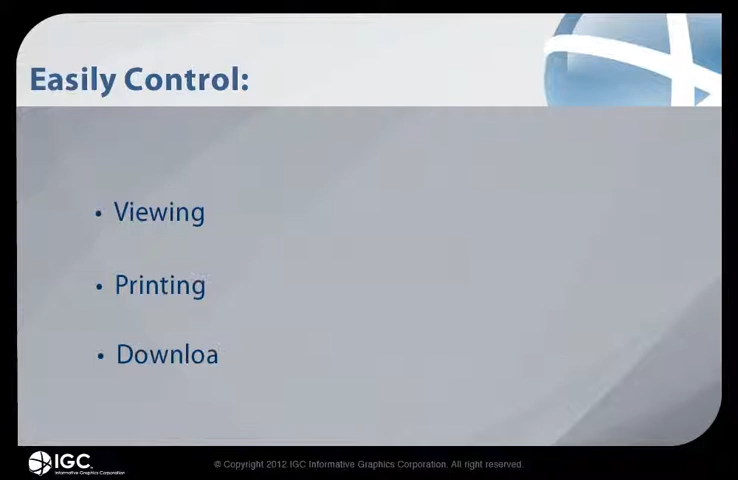 Easily Control:
• Viewing
• Printing
• Downloa
IGC
Informative Graphics Corporation
© Copyright 2012 IGC Informative Graphics Corporation. All right reserved.